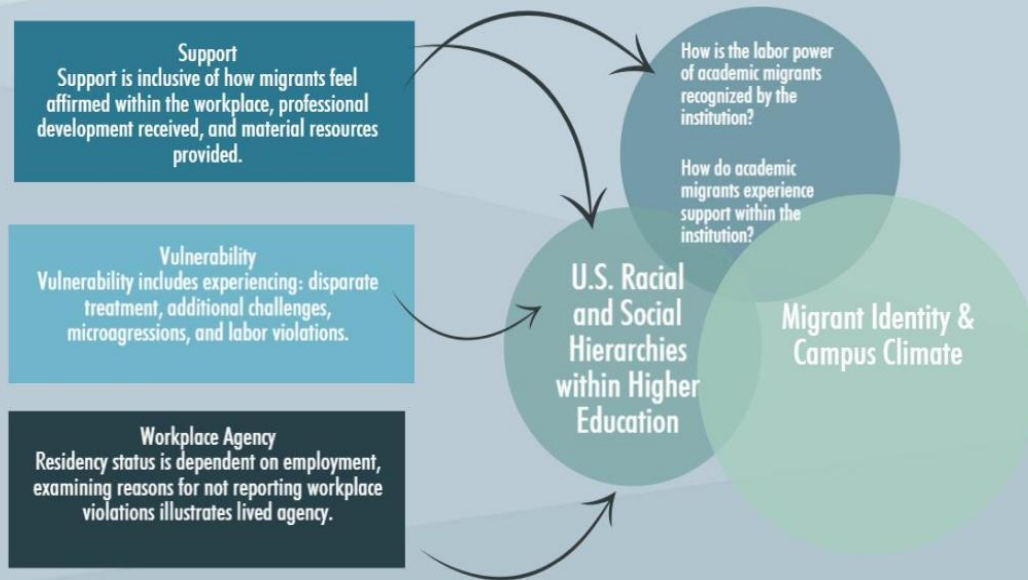 Support
Support is inclusive of how migrants feel
affirmed within the workplace, professional
development received, and material resources
provided.
Vulnerability
Vulnerability includes experiencing: disparate
treatment, additional challenges,
microagressions, and labor violations.
Workplace Agency
Residency status is dependent on employment,
examining reasons for not reporting workplace
violations illustrates lived agency.
How is the labor power
of academic migrants
recognized by the
institution?
How do academic
migrants experience
support within the
institution?
U.S. Racial
and Social
Hierarchies
within Higher
Education
Migrant Identity &
Campus Climate